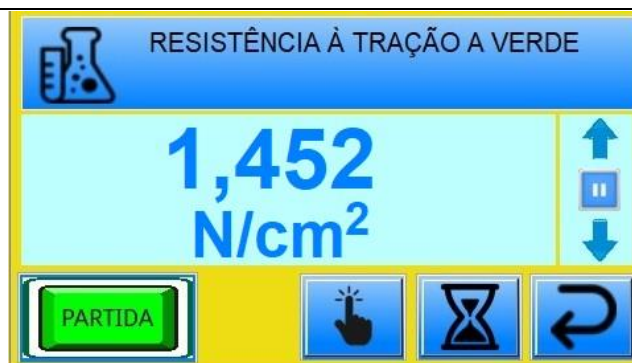 RESISTÊNCIA À TRAÇÃO A VERDE
1,452
N/cm²
PARTIDA